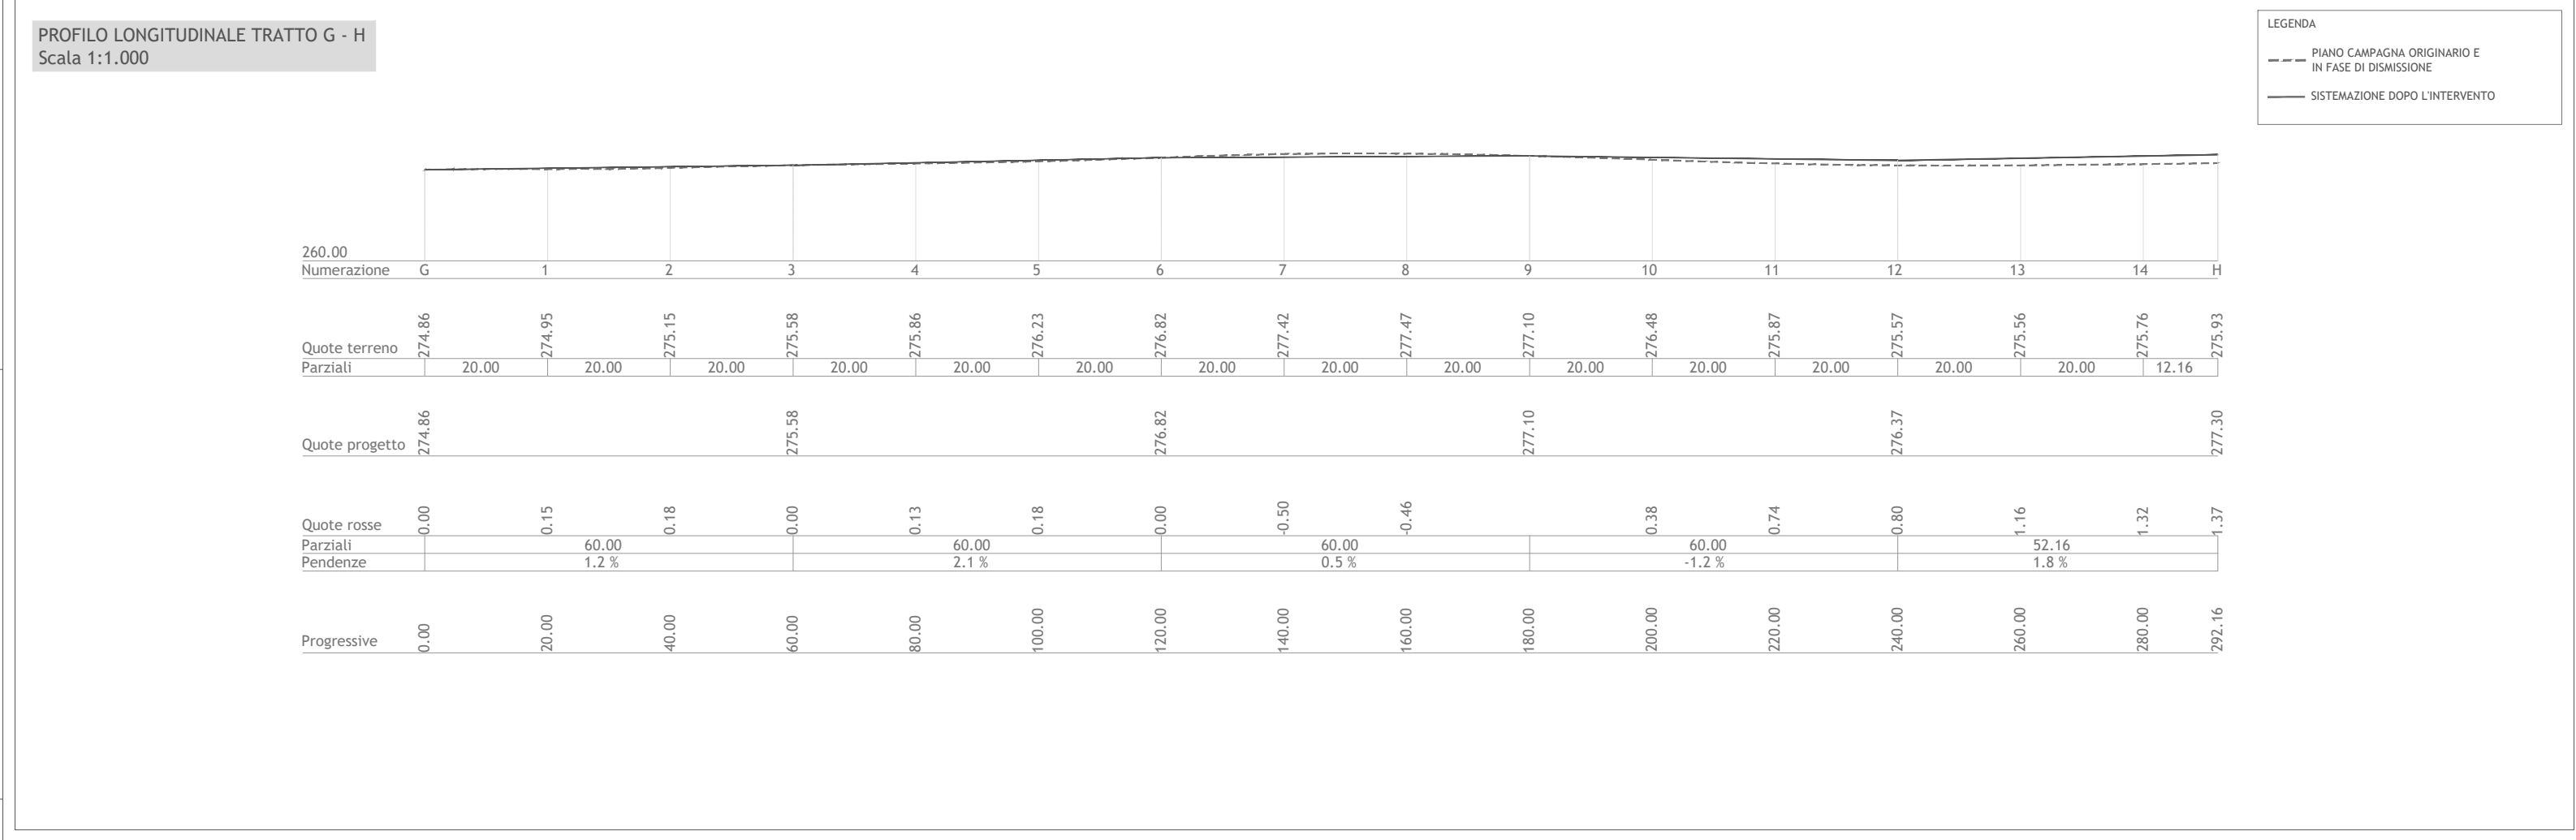 PROFILO LONGITUDINALE TRATTO G - H
Scala 1:1.000
LEGENDA
PIANO CAMPAGNA ORIGINARIO E
IN FASE DI DISMISSIONE
SISTEMAZIONE DOPO L'INTERVENTO
260.00
Numerazione G 1 2 3 4 5 6 7 8 9 10 11 12 13 14 H
Quote terreno 274.86 274.95 275.15 275.58 275.86 276.23 276.82 277.42 277.47 277.10 276.48 275.87 275.57 275.56 275.76 275.93
Parziali 20.00 20.00 20.00 20.00 20.00 20.00 20.00 20.00 20.00 20.00 20.00 20.00 20.00 20.00 12.16
Quote progetto 274.86 275.58 276.82 277.10 276.37 277.30
Quote rosse 0.00 0.15 0.18 0.00 0.13 0.18 0.00 -0.50 -0.46 0.38 0.74 0.80 1.16 1.32 1.37
Parziali 60.00 60.00 60.00 60.00 52.16
Pendenze 1.2 % 2.1 % 0.5 % -1.2 % 1.8 %
Progressive 0.00 20.00 40.00 60.00 80.00 100.00 120.00 140.00 160.00 180.00 200.00 220.00 240.00 260.00 280.00 292.16